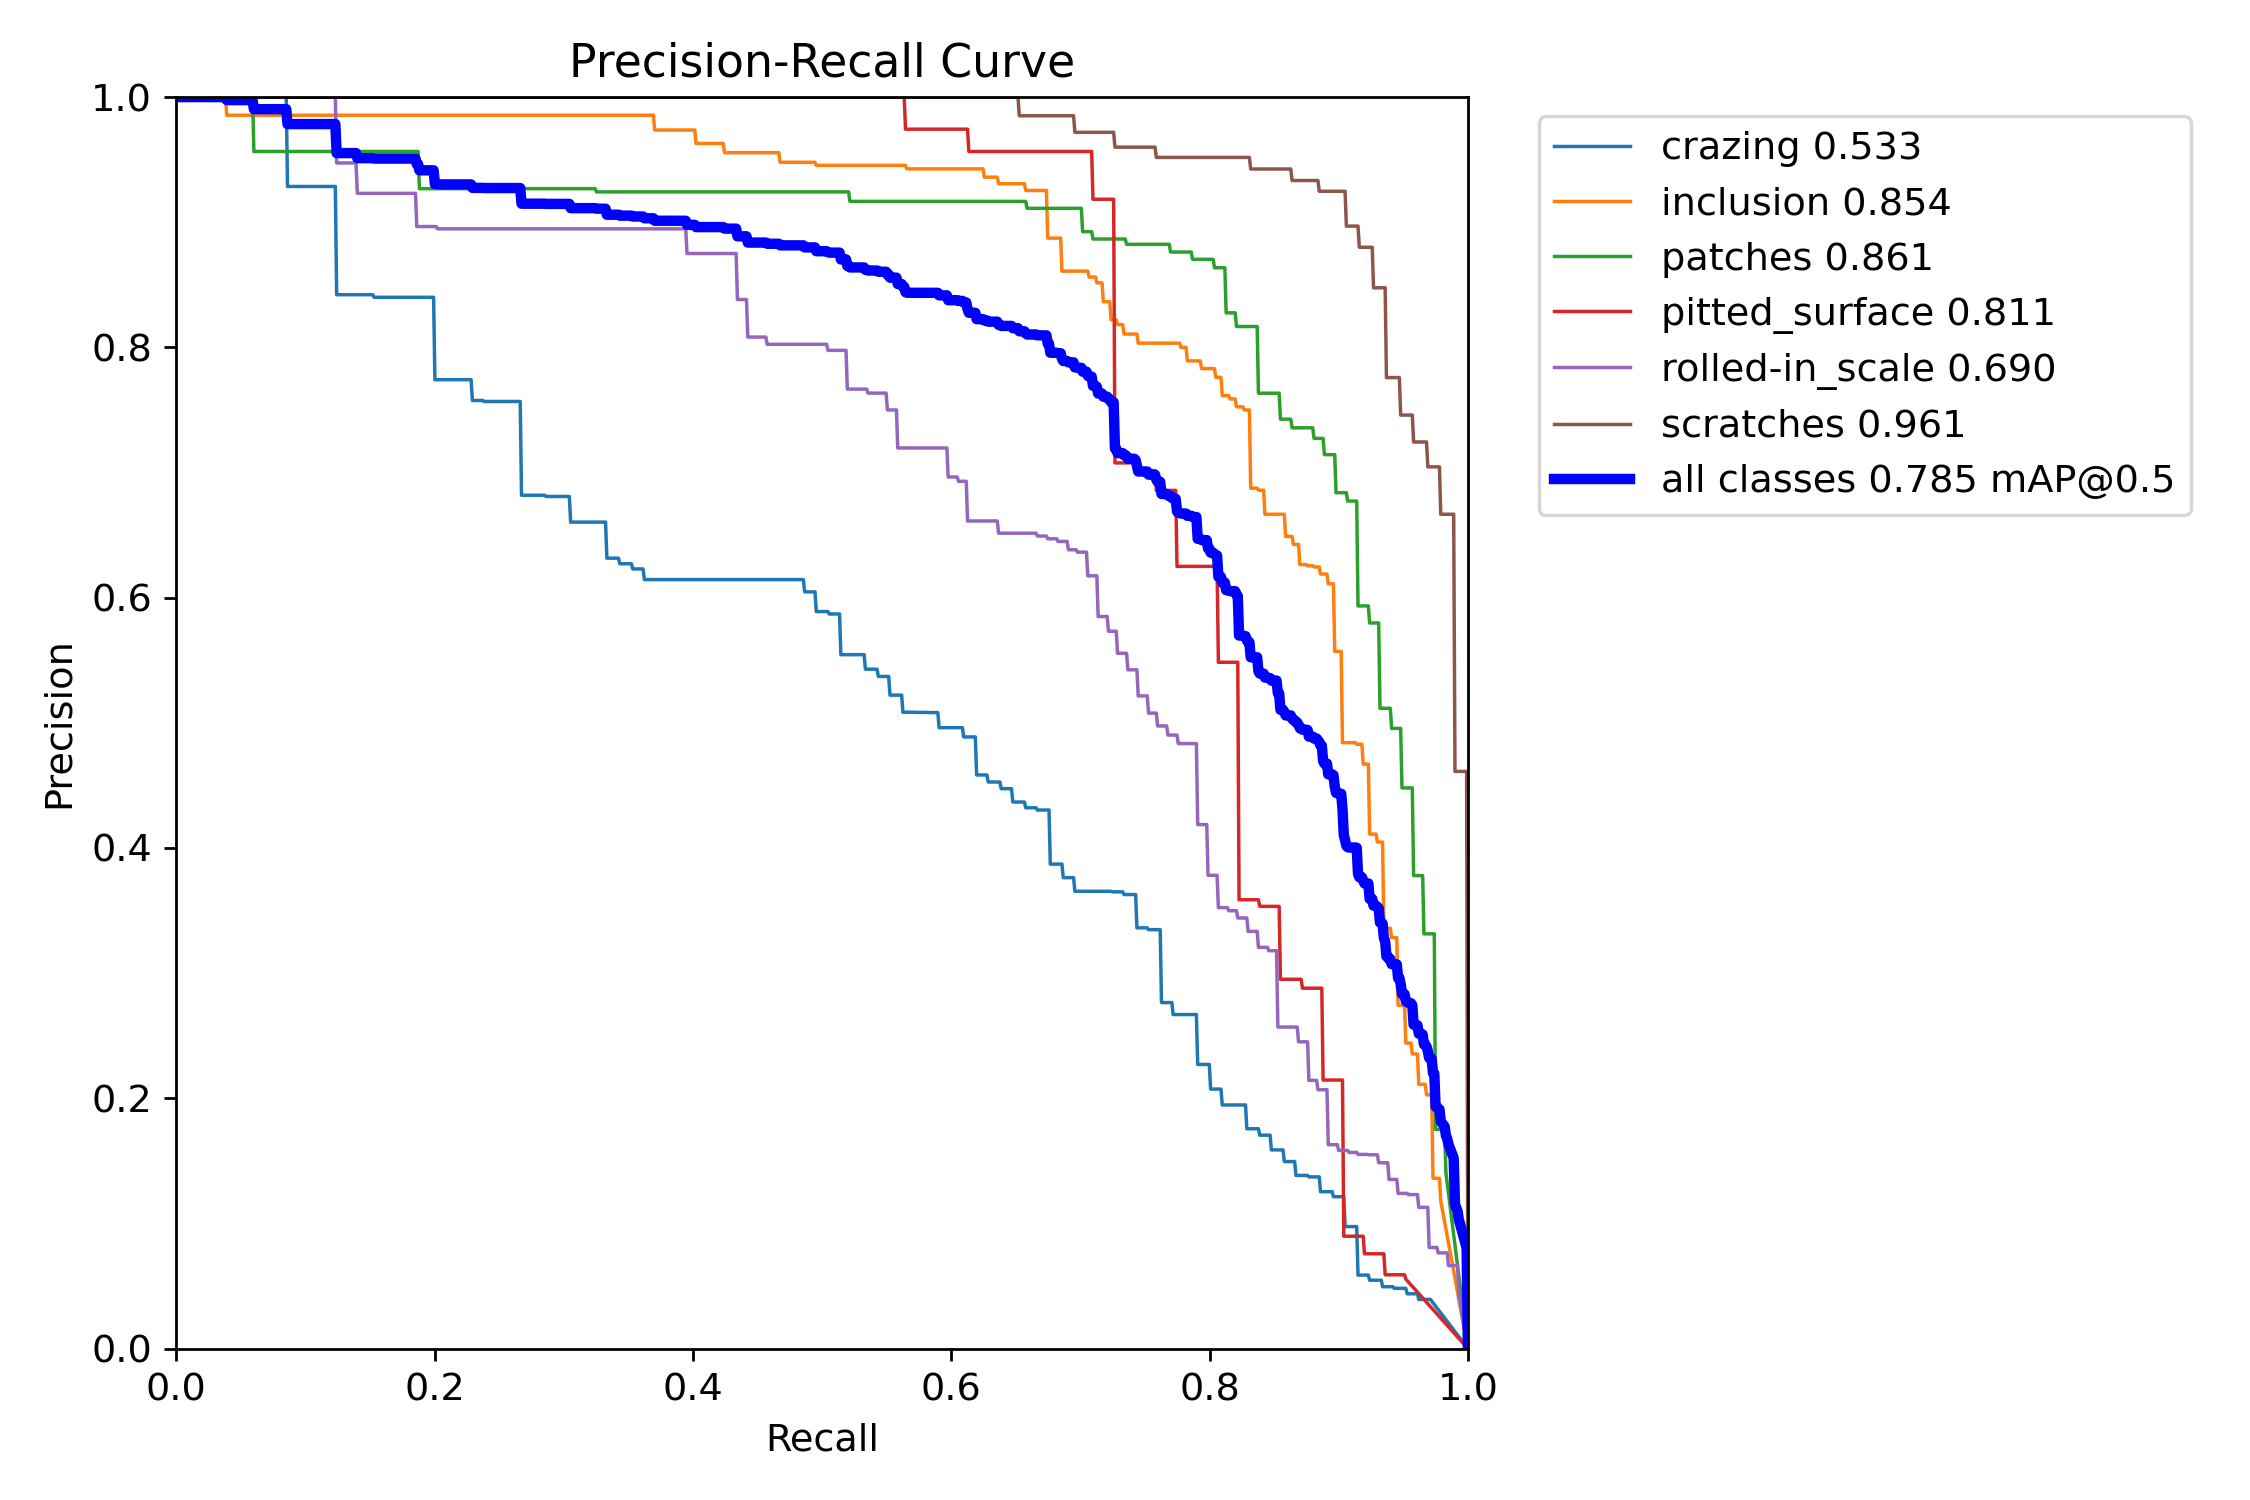 Precision-Recall Curve
1.0
0.8
0.6
0.4
0.2
0.0
Precision
0.0 0.2 0.4 0.6 0.8 1.0
Recall
crazing 0.533
inclusion 0.854
patches 0.861
pitted_surface 0.811
rolled-in_scale 0.690
scratches 0.961
all classes 0.785 mAP@0.5